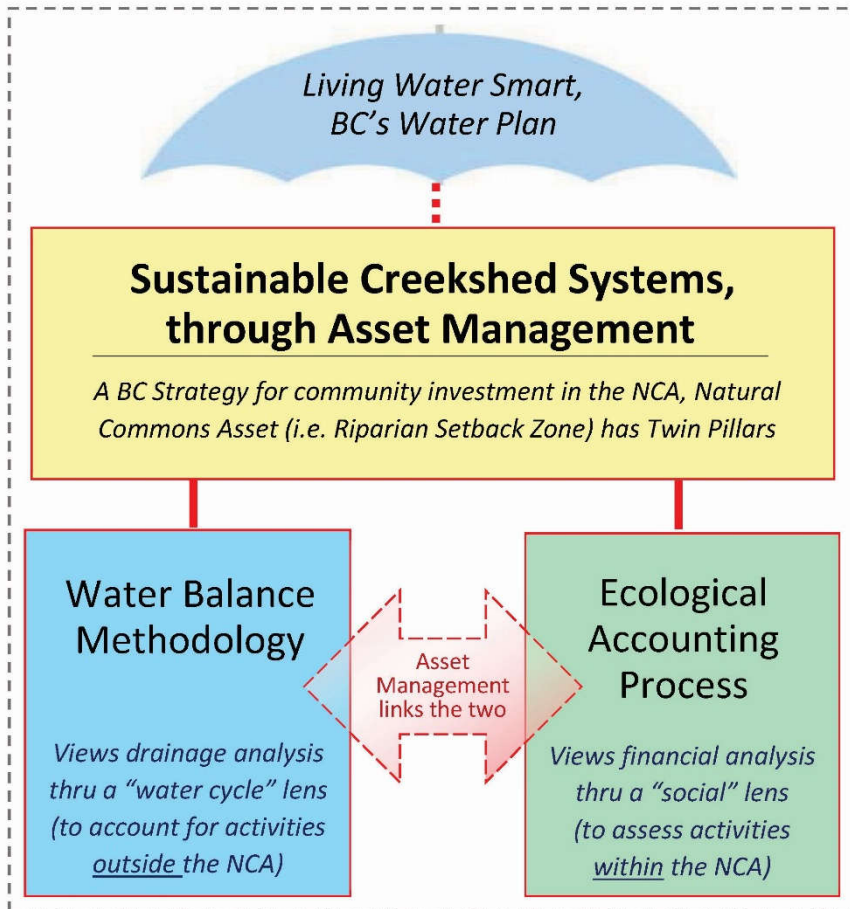 Living Water Smart,
BC's Water Plan
Sustainable Creekshed Systems,
through Asset Management
A BC Strategy for community investment in the NCA, Natural
Commons Asset (i.e. Riparian Setback Zone) has Twin Pillars
Water Balance
Methodology
Views drainage analysis
thru a “water cycle” lens
(to account for activities
outside the NCA)
Asset
Management
links the two
Ecological
Accounting
Process
Views financial analysis
thru a “social” lens
(to assess activities
within the NCA)